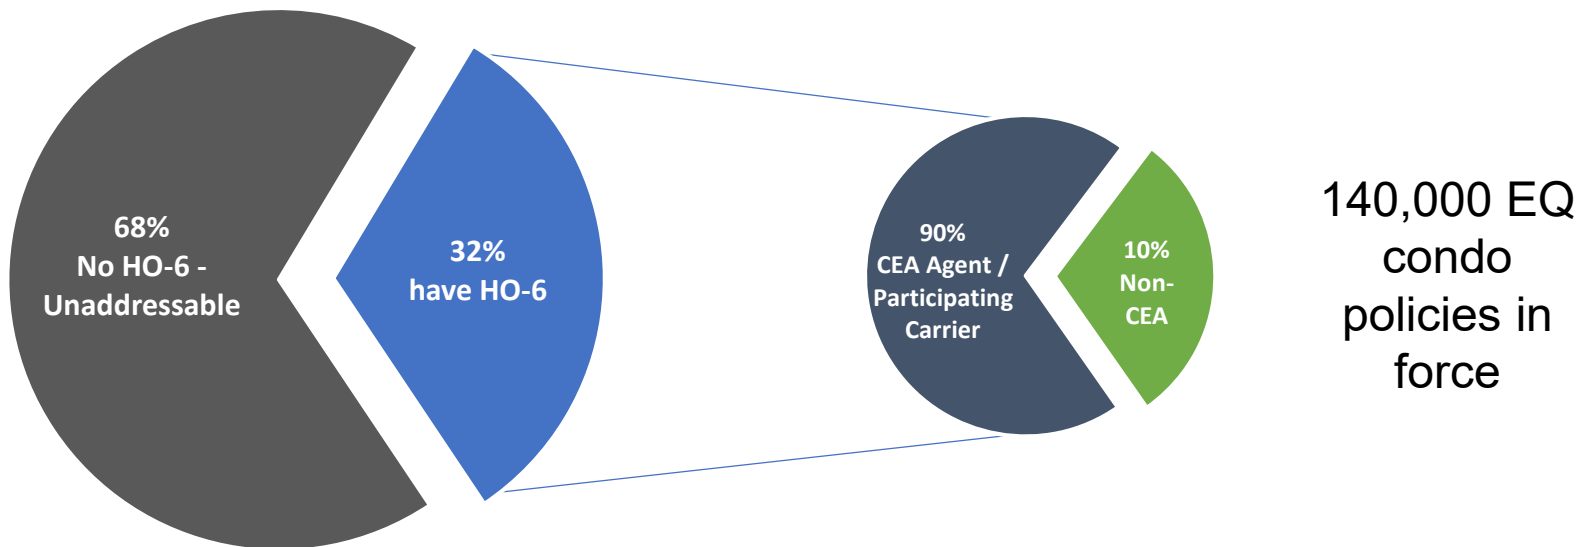 68%
No HO-6 -
Unaddressable
32%
have HO-6
90%
CEA Agent /
Participating
Carrier
10%
Non-
CEA
140,000 EQ
condo
policies in
force